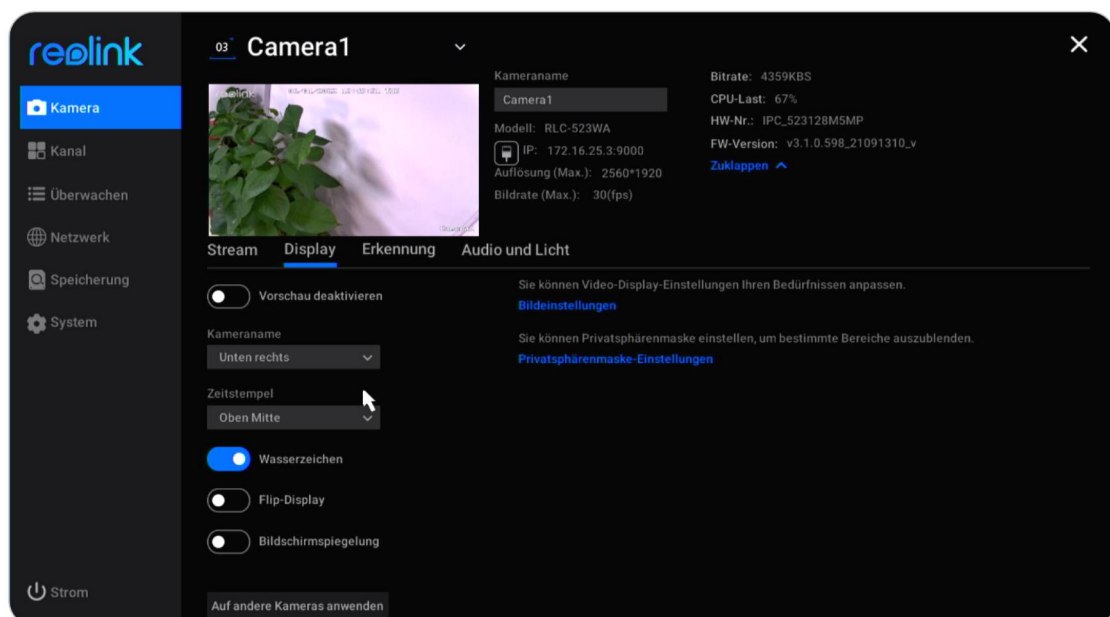 reolink
Kamera
Kanal
Überwachen
Netzwerk
Speicherung
System
Strom
03 Camera1
reolink
Kameraname
Camera1
Modell: RLC-523WA
IP: 172.16.25.3:9000
Auflösung (Max.): 2560*1920
Bildrate (Max.): 30(fps)
Bitrate: 4359KBS
CPU-Last: 67%
HW-Nr.: IPC_523128M5MP
FW-Version: v3.1.0.598_21091310_v
Zuklappen
Stream Display Erkennung Audio und Licht
Vorschau deaktivieren
Kameraname
Unten rechts
Zeitstempel
Oben Mitte
Wasserzeichen
Flip-Display
Bildschirmspiegelung
Auf andere Kameras anwenden
Sie können Video-Display-Einstellungen Ihren Bedürfnissen anpassen.
Bildeinstellungen
Sie können Privatsphärenmaske einstellen, um bestimmte Bereiche auszublenden.
Privatsphärenmaske-Einstellungen